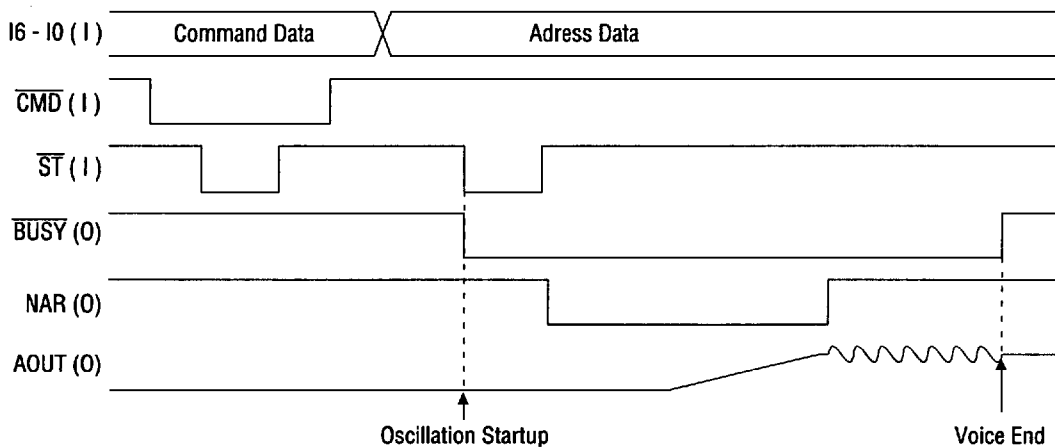 I6 - I0 ( I ) Command Data Adress Data
CMD ( I )
ST ( I )
BUSY (O)
NAR (O)
AOUT (O)
Oscillation Startup Voice End